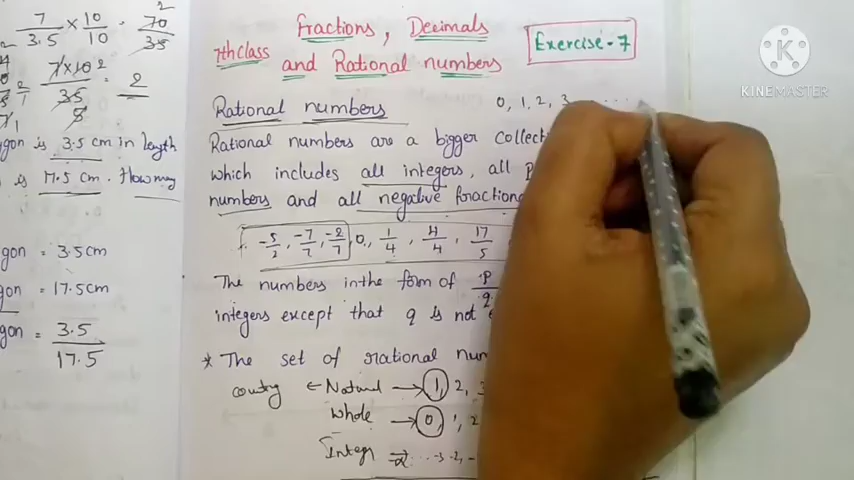 7/3.5 × 10/10 = 70/35
7×10/35 = 2
gon is 3.5 cm in length
is 17.5 cm. How many
gon = 3.5cm
gon = 17.5cm
gon = 3.5/17.5
Fractions, Decimals
7th class and Rational numbers
Exercise-7
KINEMASTER
Rational numbers
0, 1, 2, 3
Rational numbers are a bigger collect
which includes all integers, all p
numbers and all negative fraction
-5/2, -7/7, -2/7, 0, 1/4, 4/4, 17/5
The numbers in the form of p/q
integers except that q is not
* The set of rational num
Natural → 1, 2, 3
Whole → 0, 1, 2
Integ → -3 -2, -